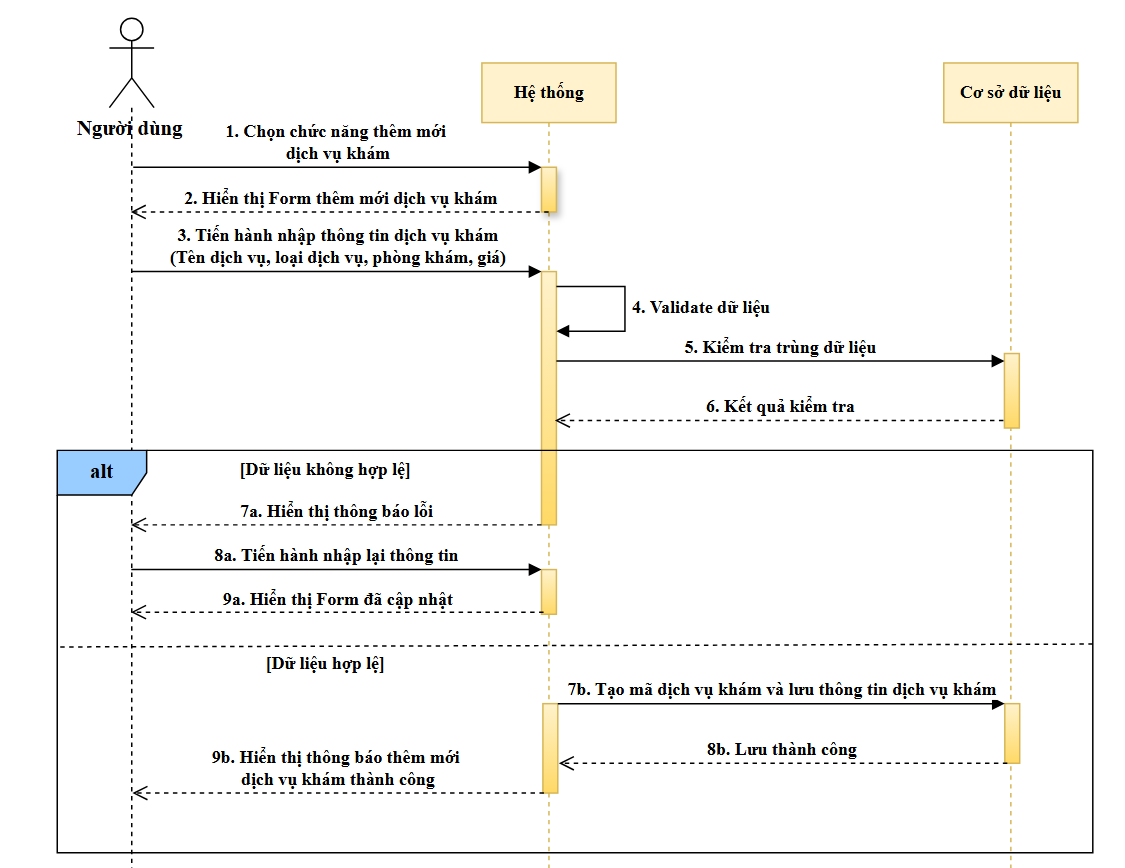 Hệ thống
Cơ sở dữ liệu
Người dùng
1. Chọn chức năng thêm mới
dịch vụ khám
2. Hiển thị Form thêm mới dịch vụ khám
3. Tiến hành nhập thông tin dịch vụ khám
(Tên dịch vụ, loại dịch vụ, phòng khám, giá)
4. Validate dữ liệu
5. Kiểm tra trùng dữ liệu
6. Kết quả kiểm tra
alt
[Dữ liệu không hợp lệ]
7a. Hiển thị thông báo lỗi
8a. Tiến hành nhập lại thông tin
9a. Hiển thị Form đã cập nhật
[Dữ liệu hợp lệ]
7b. Tạo mã dịch vụ khám và lưu thông tin dịch vụ khám
8b. Lưu thành công
9b. Hiển thị thông báo thêm mới
dịch vụ khám thành công